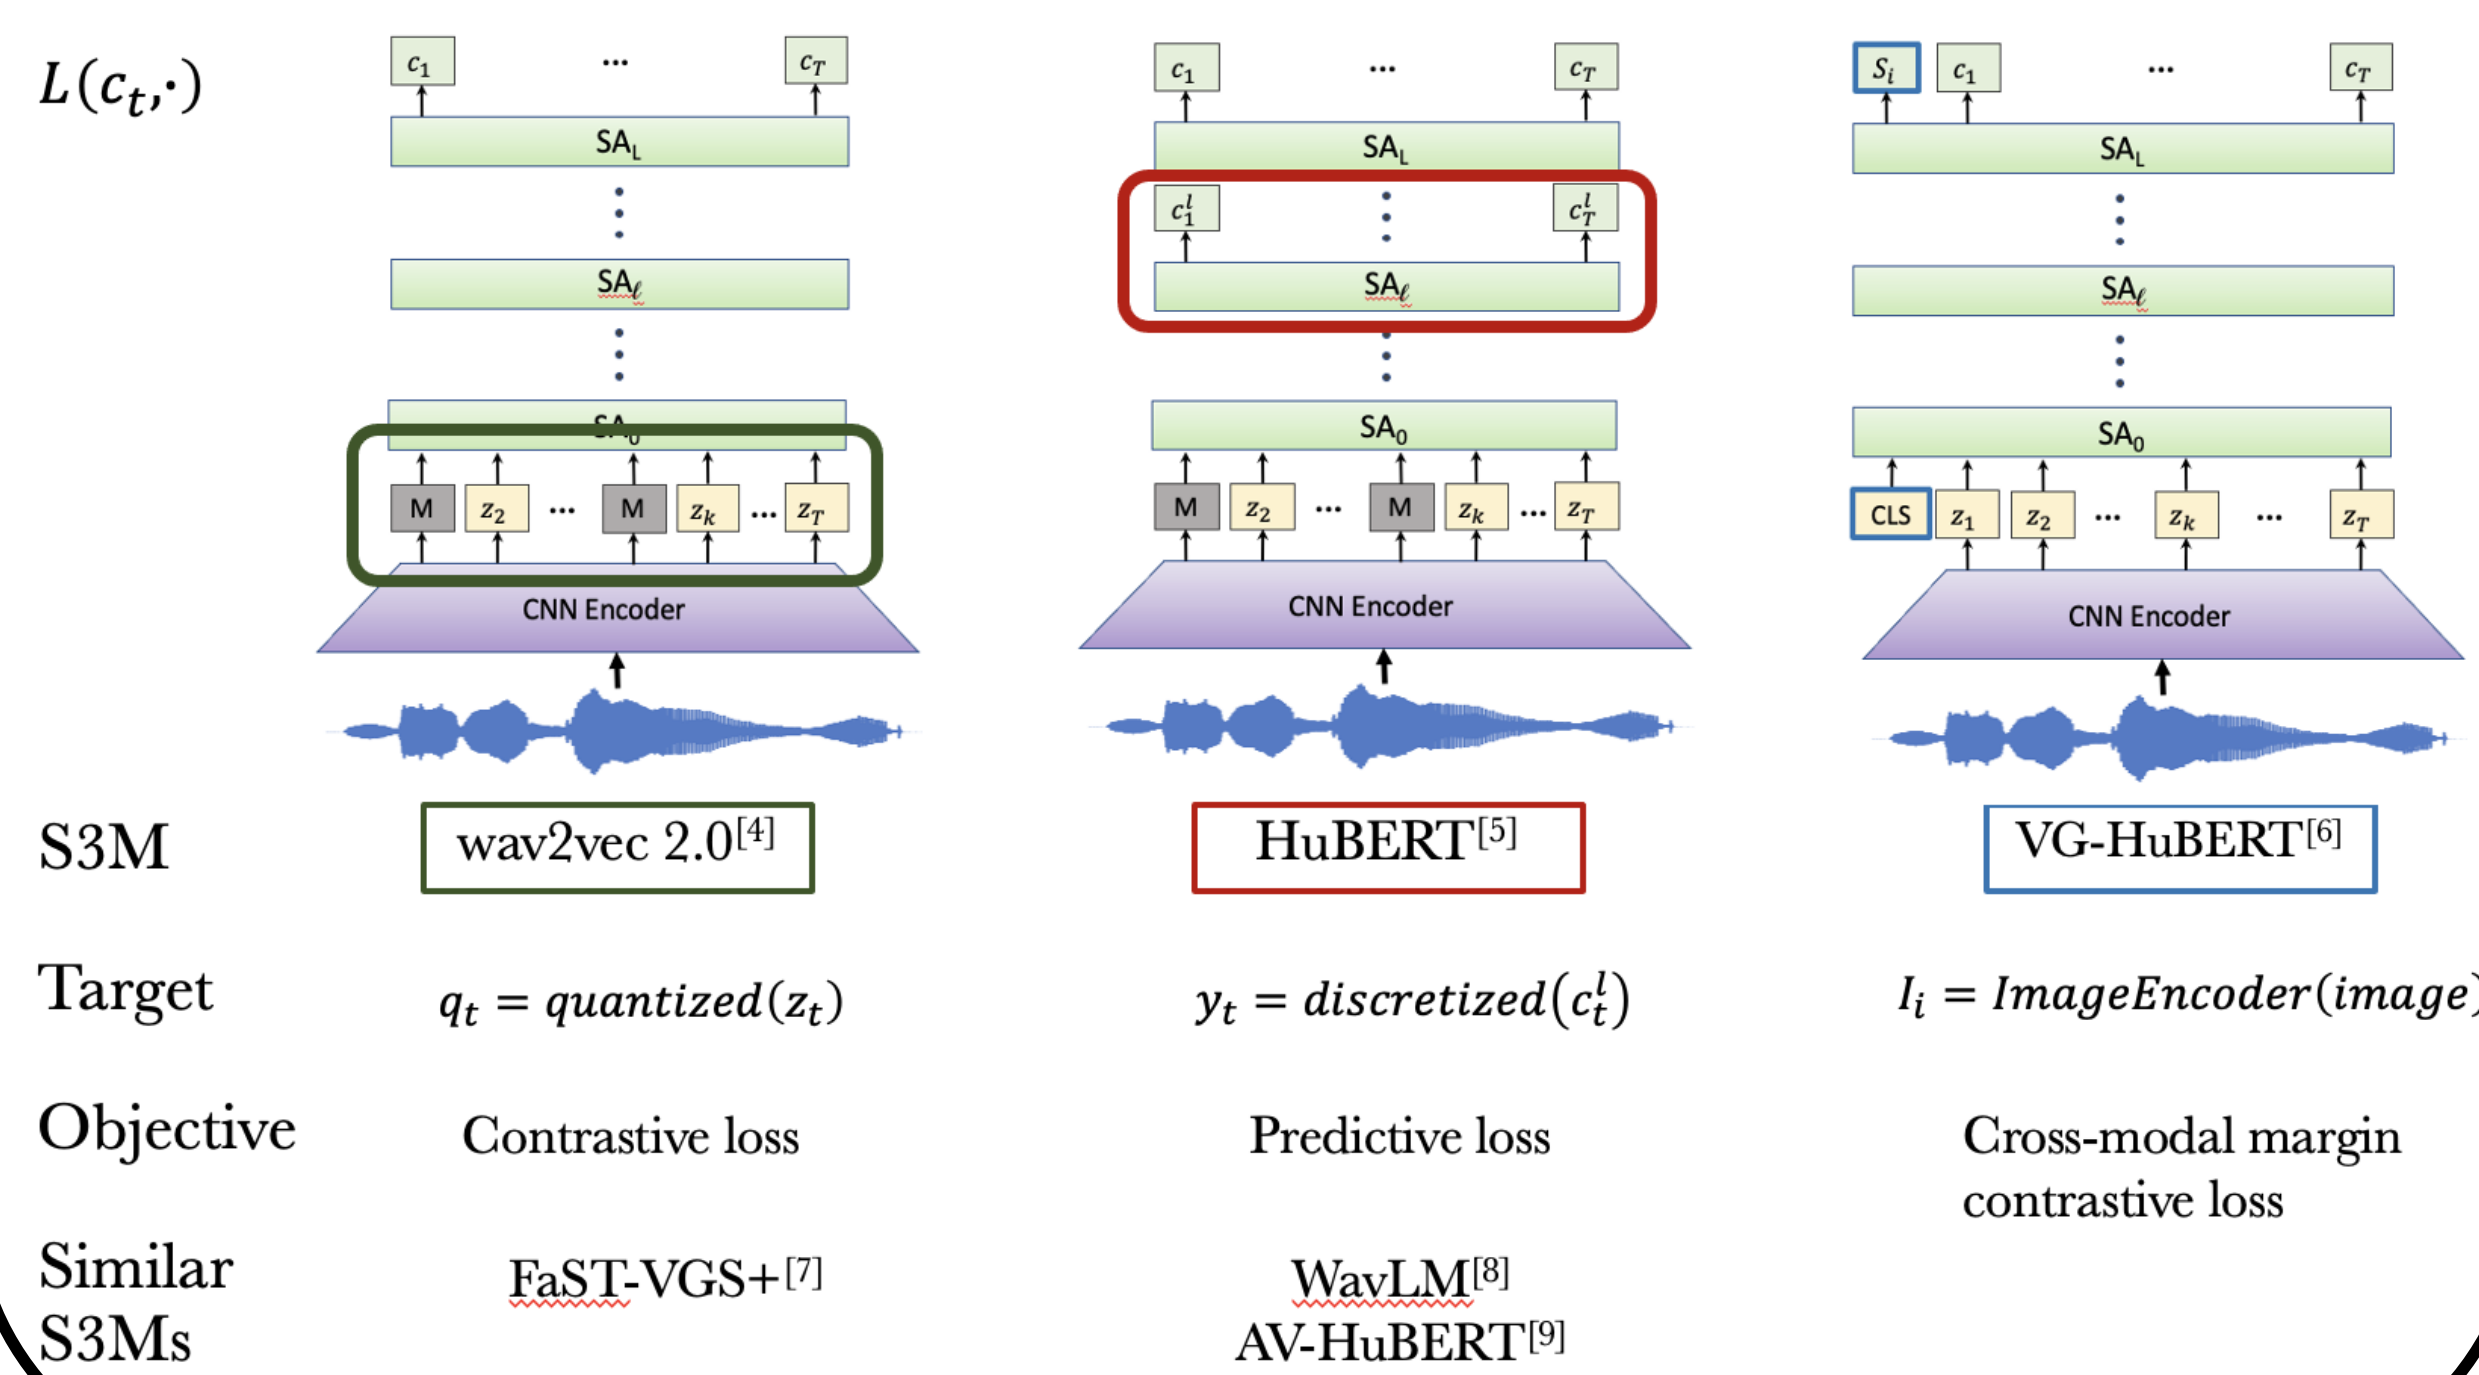 L(c_t,·)
c_1 ... c_T
SA_L
SA_ℓ
SA_0
M z_2 ... M z_k ... z_T
CNN Encoder
c_1 ... c_T
SA_L
c_1^l c_T^l
SA_ℓ
SA_0
M z_2 ... M z_k ... z_T
CNN Encoder
S_i c_1 ... c_T
SA_L
SA_ℓ
SA_0
CLS z_1 z_2 ... z_k ... z_T
CNN Encoder
S3M wav2vec 2.0[4] HuBERT[5] VG-HuBERT[6]
Target q_t = quantized(z_t) y_t = discretized(c_t^l) I_i = ImageEncoder(image)
Objective Contrastive loss Predictive loss Cross-modal margin
contrastive loss
Similar FaST-VGS+[7] WavLM[8]
S3Ms AV-HuBERT[9]